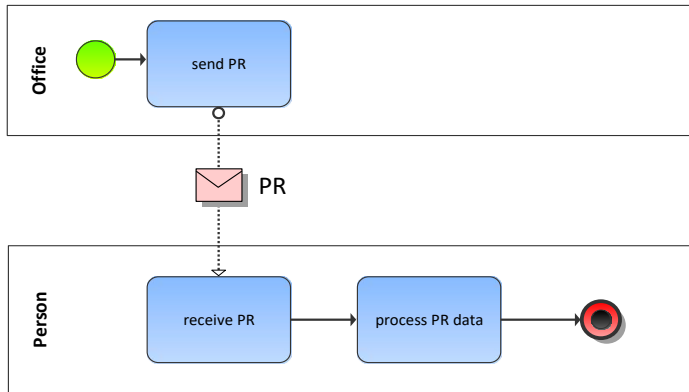 Office
send PR
PR
Person
receive PR
process PR data